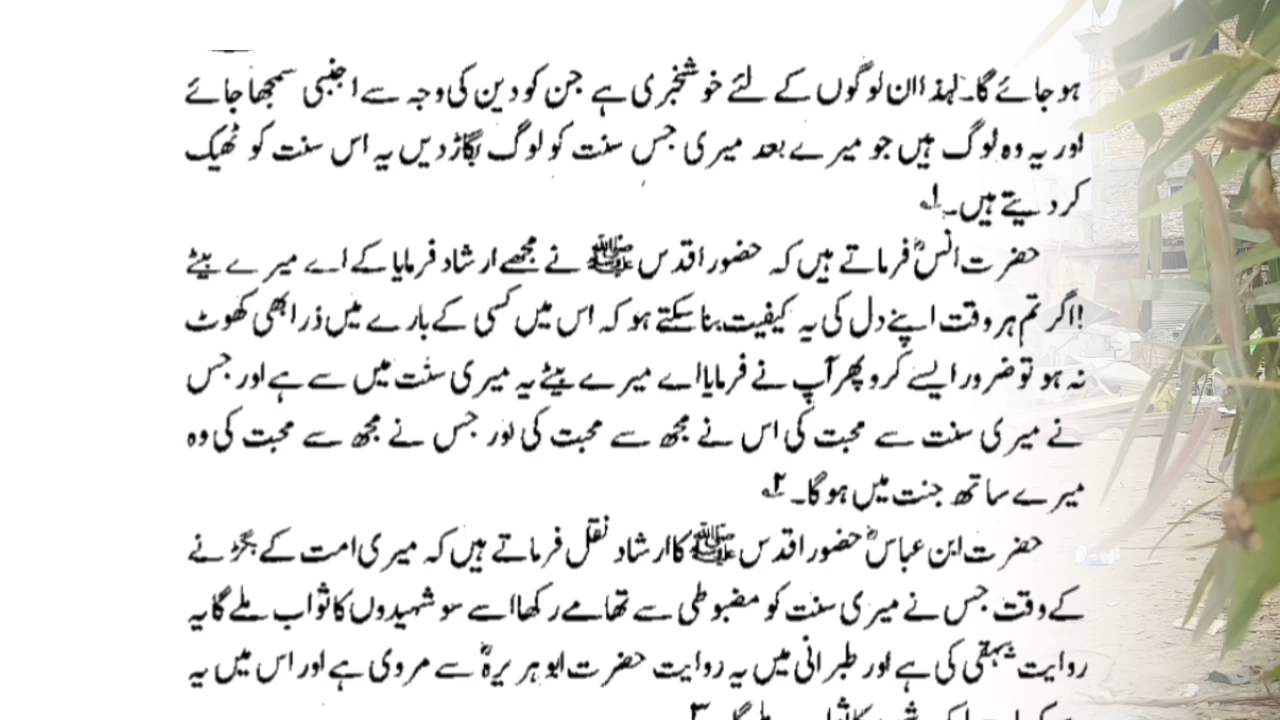 ہو جائے گا۔ لہذا ان لوگوں کے لئے خوشخبری ہے جن کو دین کی وجہ سے اجنبی سمجھا جائے
اور یہ وہ لوگ ہیں جو میرے بعد میری جس سنت کو لوگ بگاڑ دیں یہ اس سنت کو ٹھیک
کر دیتے ہیں۔ ۱؎
حضرت انسؓ فرماتے ہیں کہ حضور اقدس ﷺ نے مجھے ارشاد فرمایا کے اے میرے بیٹے
!اگر تم ہر وقت اپنے دل کی یہ کیفیت بنا سکتے ہو کہ اس میں کسی کے بارے میں ذرا بھی کھوٹ
نہ ہو تو ضرور ایسے کرو پھر آپ نے فرمایا اے میرے بیٹے یہ میری سنت میں سے ہے اور جس
نے میری سنت سے محبت کی اس نے مجھ سے محبت کی اور جس نے مجھ سے محبت کی وہ
میرے ساتھ جنت میں ہو گا۔ ۲؎
حضرت ابن عباسؓ حضور اقدس ﷺ کا ارشاد نقل فرماتے ہیں کہ میری امت کے بگڑنے
کے وقت جس نے میری سنت کو مضبوطی سے تھامے رکھا اسے سو شہیدوں کا ثواب ملے گا یہ
روایت بیہقی کی ہے اور طبرانی میں یہ روایت حضرت ابو ہریرہؓ سے مروی ہے اور اس میں یہ